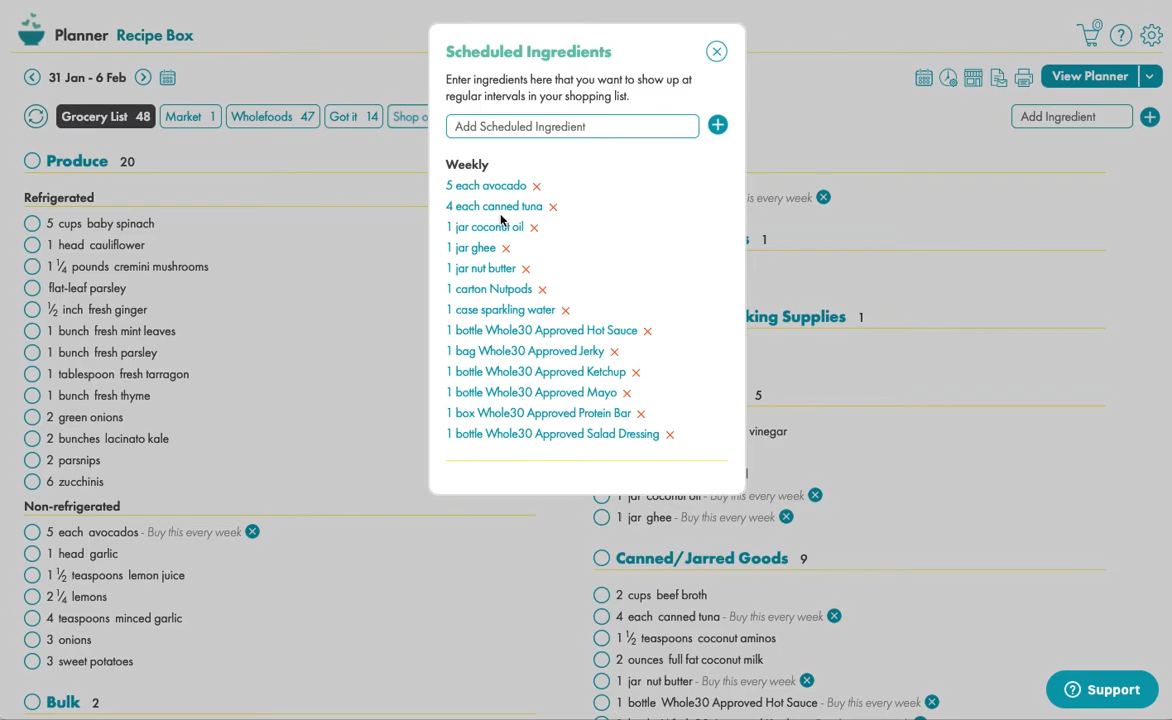 Planner Recipe Box
0
31 Jan - 6 Feb
View Planner
Grocery List 48
Market 1
Wholefoods 47
Got it 14
Shop o
Add Ingredient
Scheduled Ingredients
Enter ingredients here that you want to show up at
regular intervals in your shopping list.
Add Scheduled Ingredient
Weekly
5 each avocado
4 each canned tuna
1 jar coconut oil
1 jar ghee
1 jar nut butter
1 carton Nutpods
1 case sparkling water
1 bottle Whole30 Approved Hot Sauce
1 bag Whole30 Approved Jerky
1 bottle Whole30 Approved Ketchup
1 bottle Whole30 Approved Mayo
1 box Whole30 Approved Protein Bar
1 bottle Whole30 Approved Salad Dressing
Produce 20
Refrigerated
5 cups baby spinach
1 head cauliflower
1 1/4 pounds cremini mushrooms
flat-leaf parsley
1/2 inch fresh ginger
1 bunch fresh mint leaves
1 bunch fresh parsley
1 tablespoon fresh tarragon
1 bunch fresh thyme
2 green onions
2 bunches lacinato kale
2 parsnips
6 zucchinis
Non-refrigerated
5 each avocados - Buy this every week
1 head garlic
1 1/2 teaspoons lemon juice
2 1/4 lemons
4 teaspoons minced garlic
3 onions
3 sweet potatoes
Bulk 2
is every week
s 1
king Supplies 1
5
vinegar
1 jar coconut oil - Buy this every week
1 jar ghee - Buy this every week
Canned/Jarred Goods 9
2 cups beef broth
4 each canned tuna - Buy this every week
1 1/2 teaspoons coconut aminos
2 ounces full fat coconut milk
1 jar nut butter - Buy this every week
1 bottle Whole30 Approved Hot Sauce - Buy this every week
Support